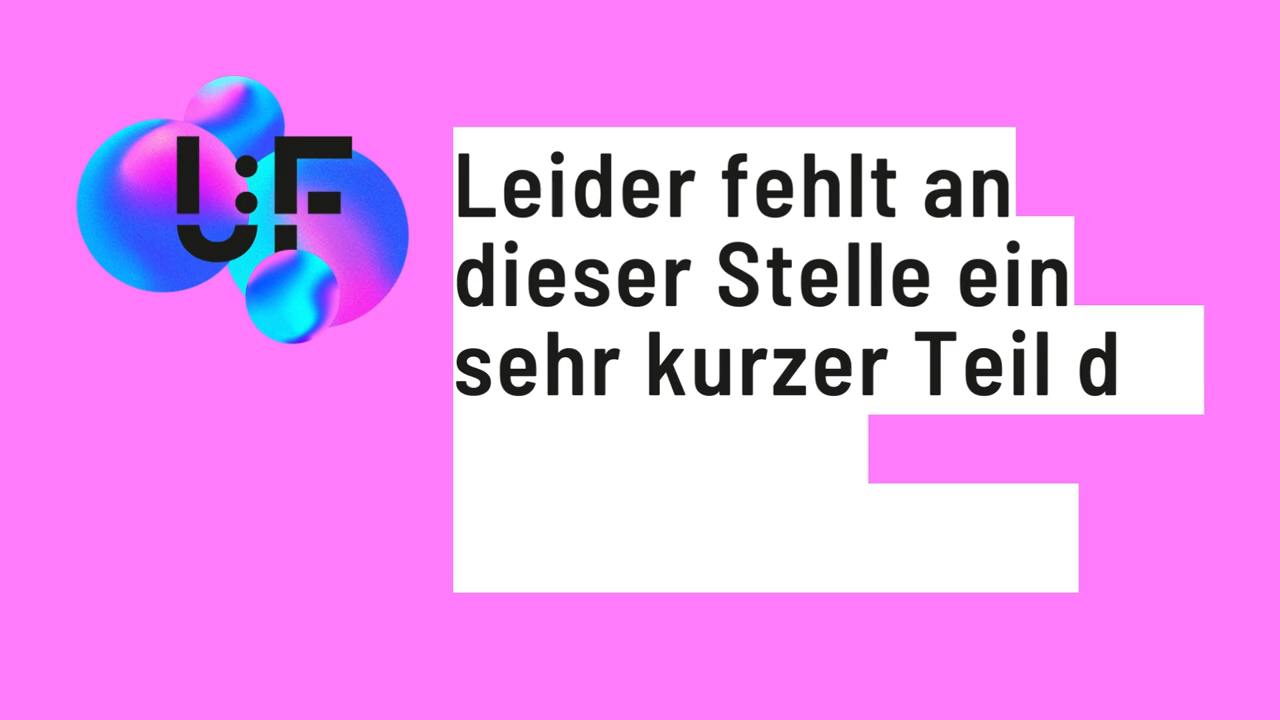 U:F
Leider fehlt an
dieser Stelle ein
sehr kurzer Teil d